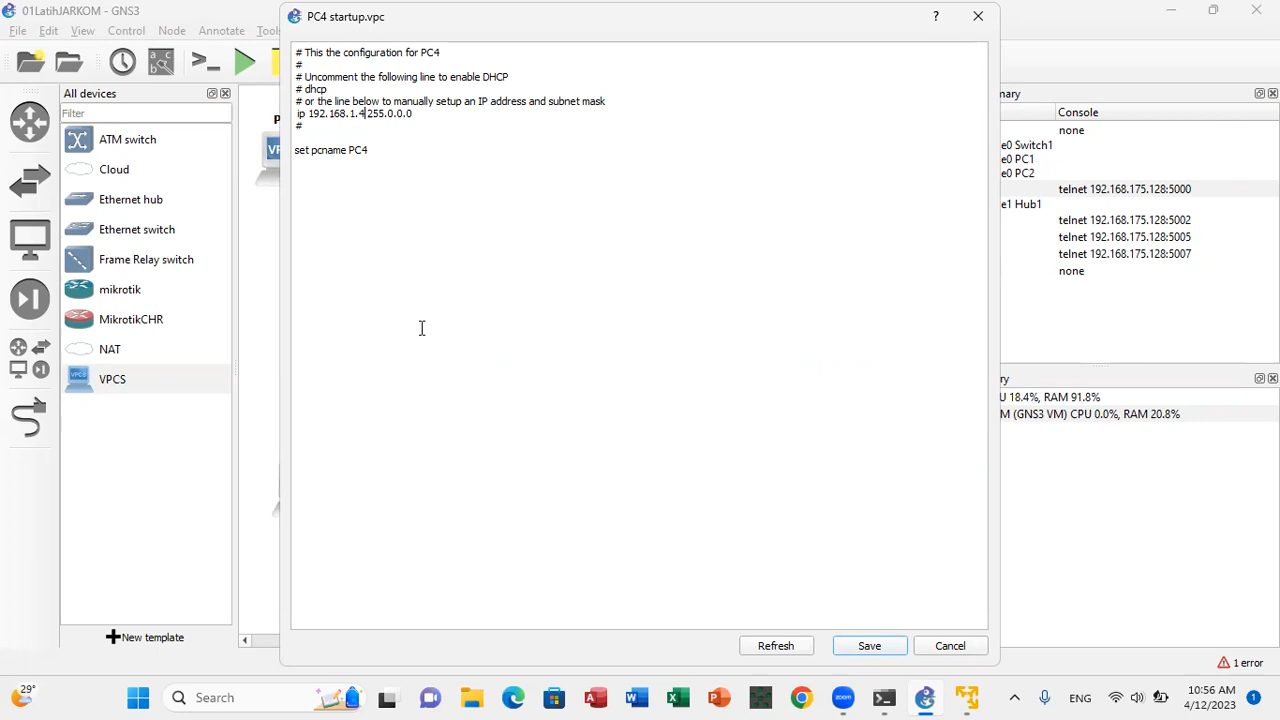 01LatihJARKOM - GNS3
File Edit View Control Node Annotate Tools
PC4 startup.vpc
?
# This the configuration for PC4
#
# Uncomment the following line to enable DHCP
# dhcp
# or the line below to manually setup an IP address and subnet mask
ip 192.168.1.4 255.0.0.0
#
set pcname PC4
Refresh
Save
Cancel
All devices
Filter
ATM switch
Cloud
Ethernet hub
Ethernet switch
Frame Relay switch
mikrotik
MikrotikCHR
NAT
VPCS
New template
mary
Console
none
e0 Switch1
e0 PC1
e0 PC2
telnet 192.168.175.128:5000
e1 Hub1
telnet 192.168.175.128:5002
telnet 192.168.175.128:5005
telnet 192.168.175.128:5007
none
ry
U 18.4%, RAM 91.8%
M (GNS3 VM) CPU 0.0%, RAM 20.8%
1 error
29°
Search
ENG
10:56 AM
4/12/2023
1